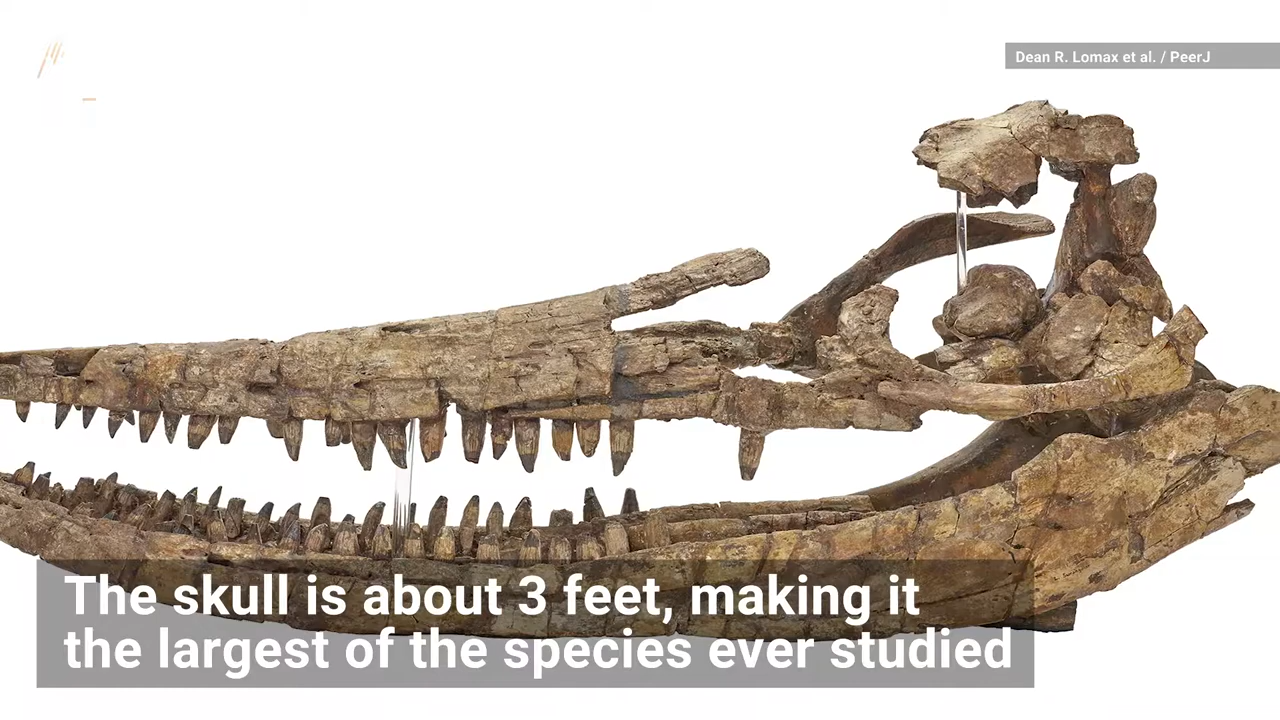 Dean R. Lomax et al. / PeerJ
The skull is about 3 feet, making it
the largest of the species ever studied